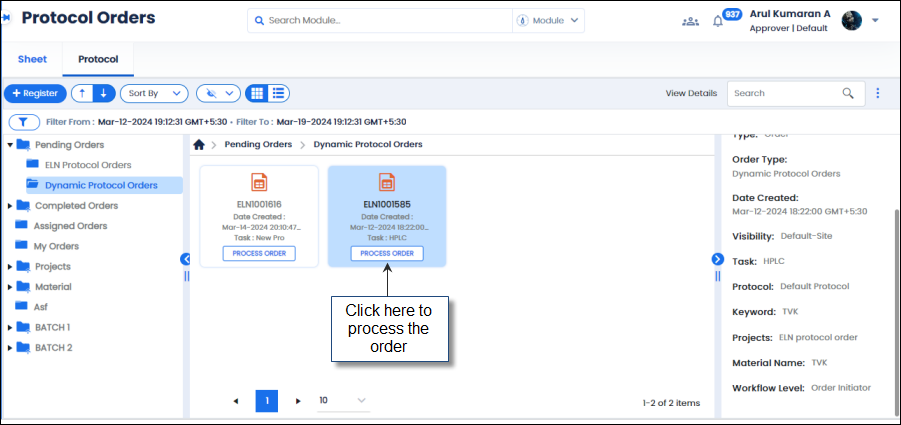 Protocol Orders
Search Module...
Module
937
Arul Kumaran A
Approver | Default
Sheet
Protocol
+ Register
Sort By
View Details
Search
Filter From : Mar-12-2024 19:12:31 GMT+5:30 • Filter To : Mar-19-2024 19:12:31 GMT+5:30
Pending Orders
ELN Protocol Orders
Dynamic Protocol Orders
Completed Orders
Assigned Orders
My Orders
Projects
Material
Asf
BATCH 1
BATCH 2
Pending Orders > Dynamic Protocol Orders
ELN1001616
Date Created :
Mar-14-2024 20:10:47...
Task : New Pro
PROCESS ORDER
ELN1001585
Date Created :
Mar-12-2024 18:22:00...
Task : HPLC
PROCESS ORDER
Click here to
process the
order
1
10
1-2 of 2 items
Type: Order
Order Type:
Dynamic Protocol Orders
Date Created:
Mar-12-2024 18:22:00 GMT+5:30
Visibility: Default-Site
Task: HPLC
Protocol: Default Protocol
Keyword: TVK
Projects: ELN protocol order
Material Name: TVK
Workflow Level: Order Initiator